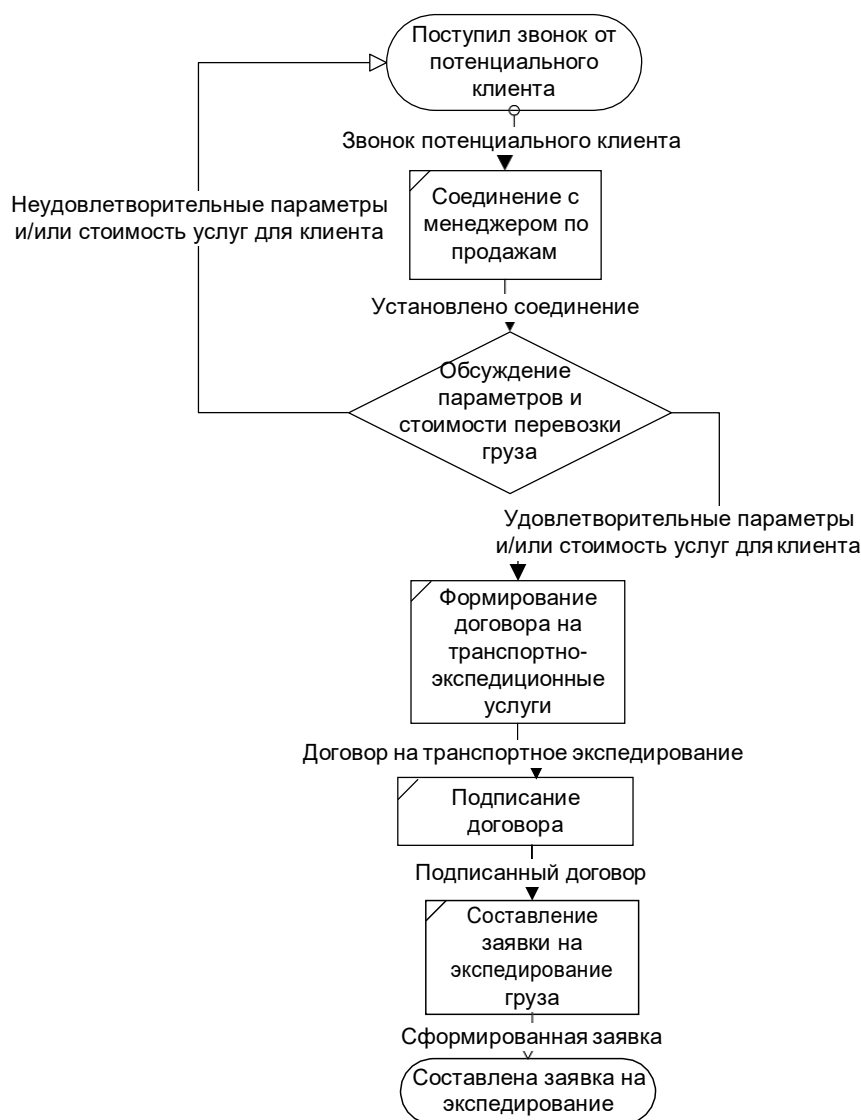 Поступил звонок от
потенциального
клиента
Звонок потенциального клиента
Соединение с
менеджером по
продажам
Неудовлетворительные параметры
и/или стоимость услуг для клиента
Установлено соединение
Обсуждение
параметров и
стоимости перевозки
груза
Удовлетворительные параметры
и/или стоимость услуг для клиента
Формирование
договора на
транспортно-
экспедиционные
услуги
Договор на транспортное экспедирование
Подписание
договора
Подписанный договор
Составление
заявки на
экспедирование
груза
Сформированная заявка
Составлена заявка на
экспедирование